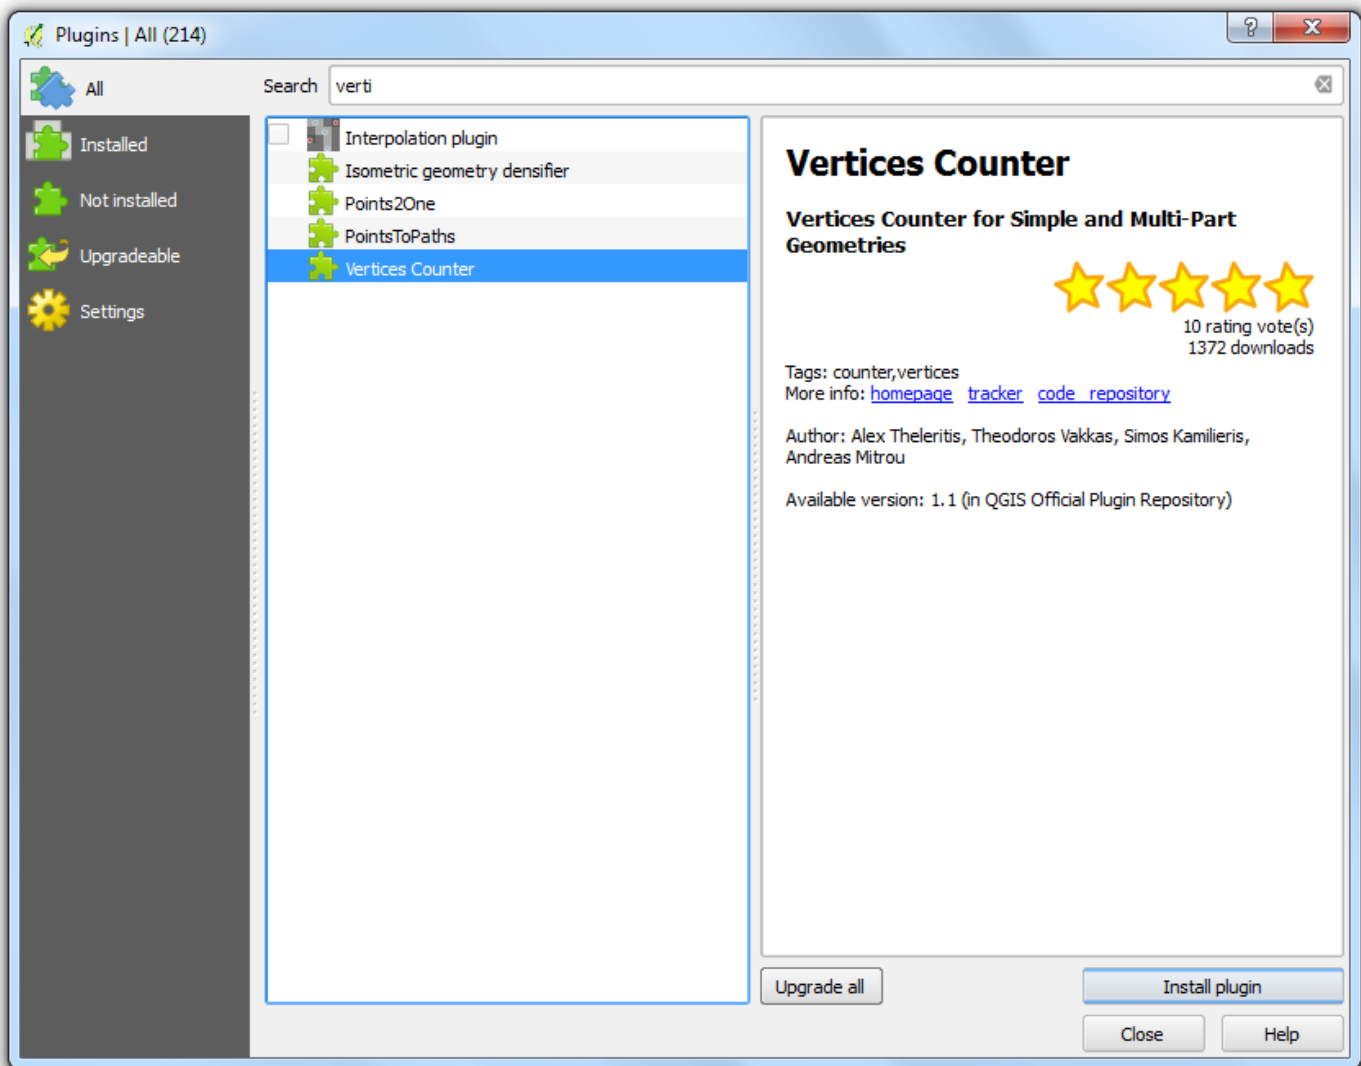 Plugins | All (214)
All
Installed
Not installed
Upgradeable
Settings
Search verti
Interpolation plugin
Isometric geometry densifier
Points2One
PointsToPaths
Vertices Counter
Vertices Counter
Vertices Counter for Simple and Multi-Part
Geometries
10 rating vote(s)
1372 downloads
Tags: counter,vertices
More info: homepage tracker code repository
Author: Alex Theleritis, Theodoros Vakkas, Simos Kamilieris,
Andreas Mitrou
Available version: 1.1 (in QGIS Official Plugin Repository)
Upgrade all
Install plugin
Close
Help